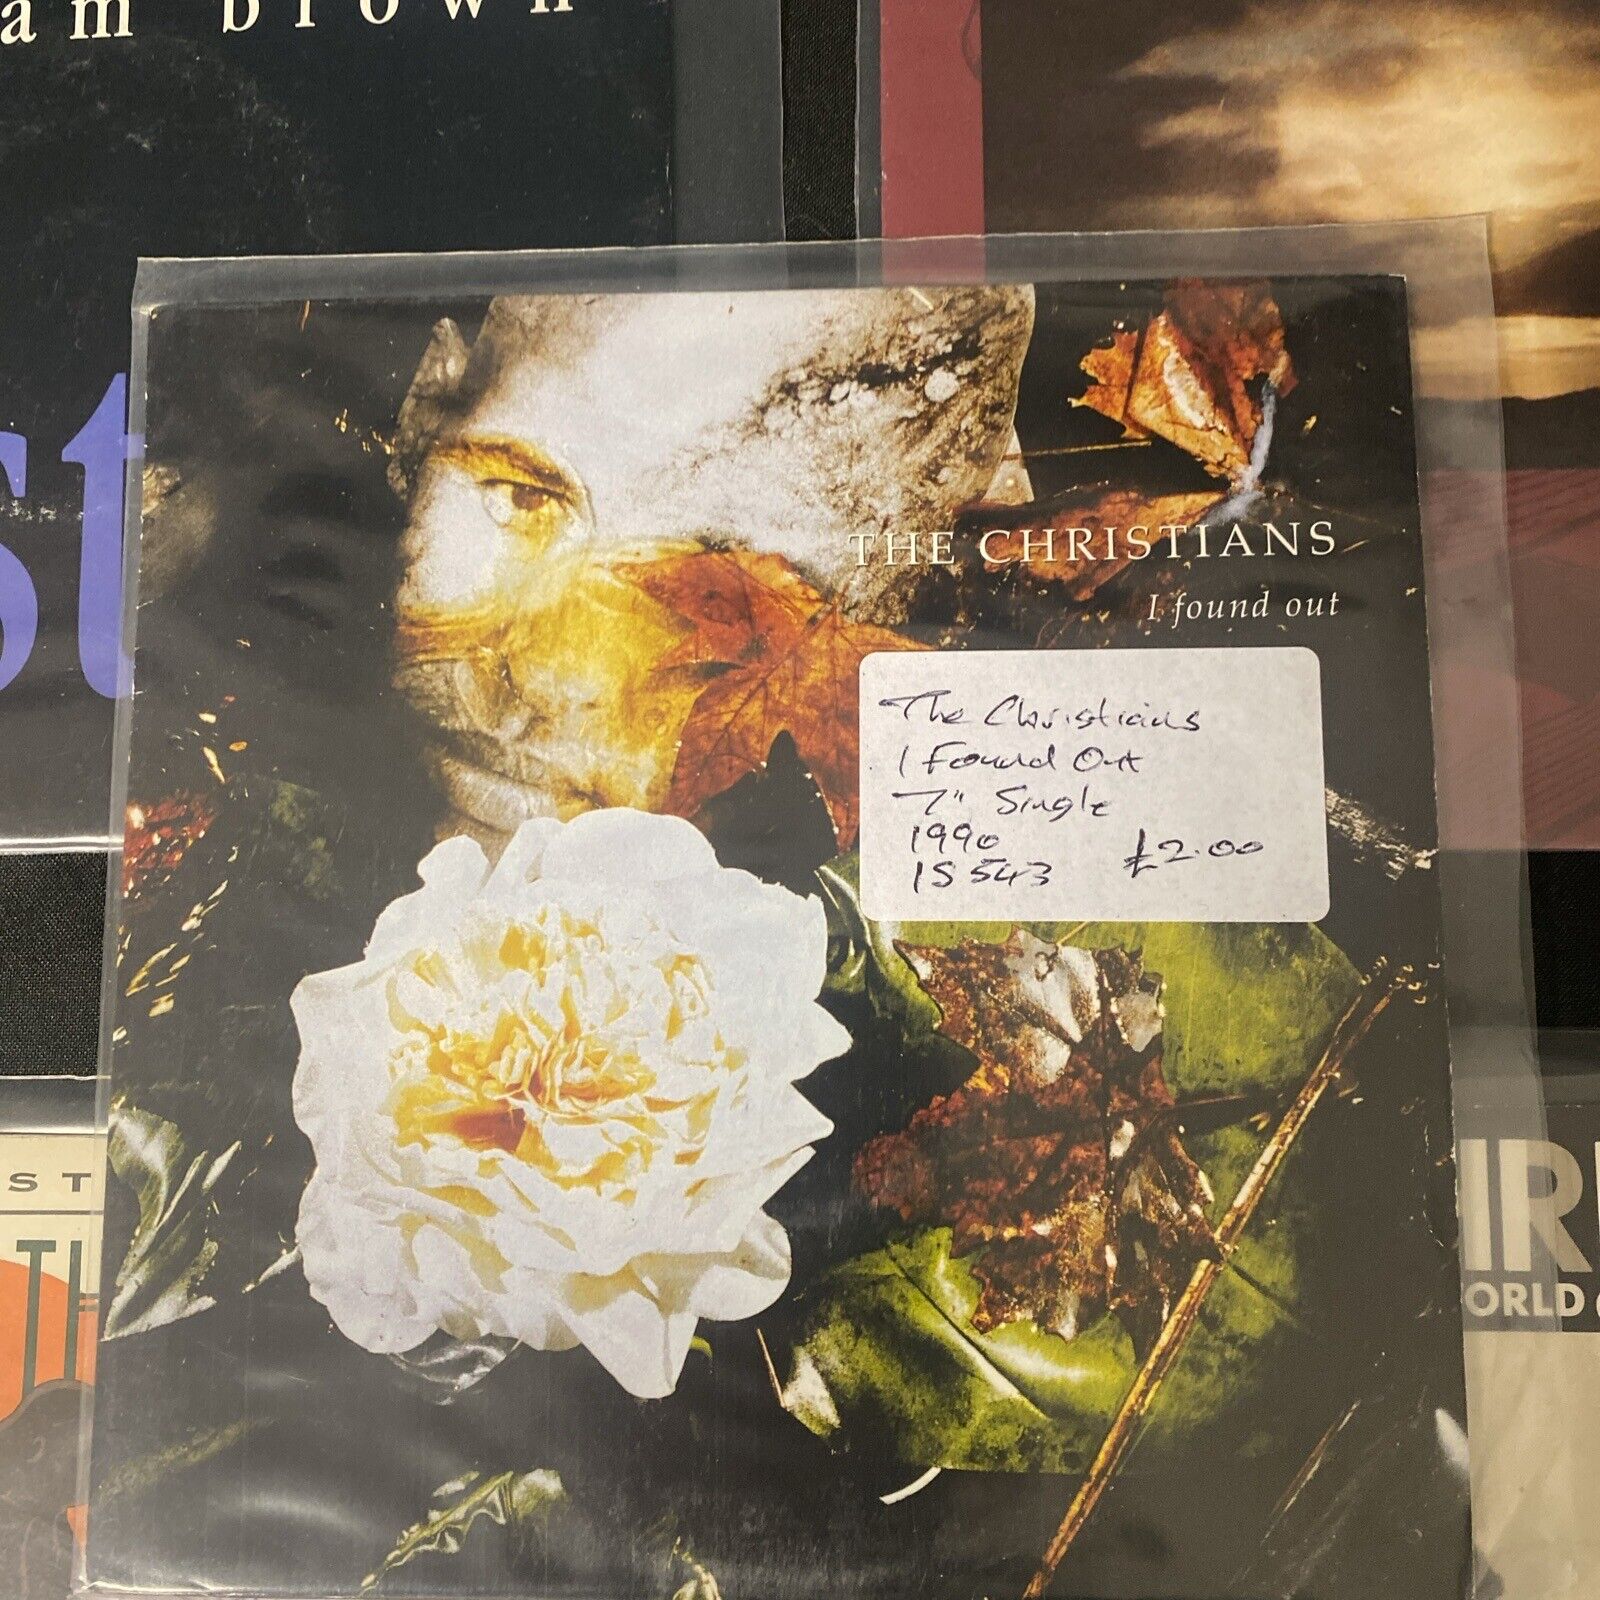 am brown
st
THE CHRISTIANS
I found out
The Christians
I Found Out
7" Single
1990
IS 543 £2.00
ST
TH
IR
ORLD